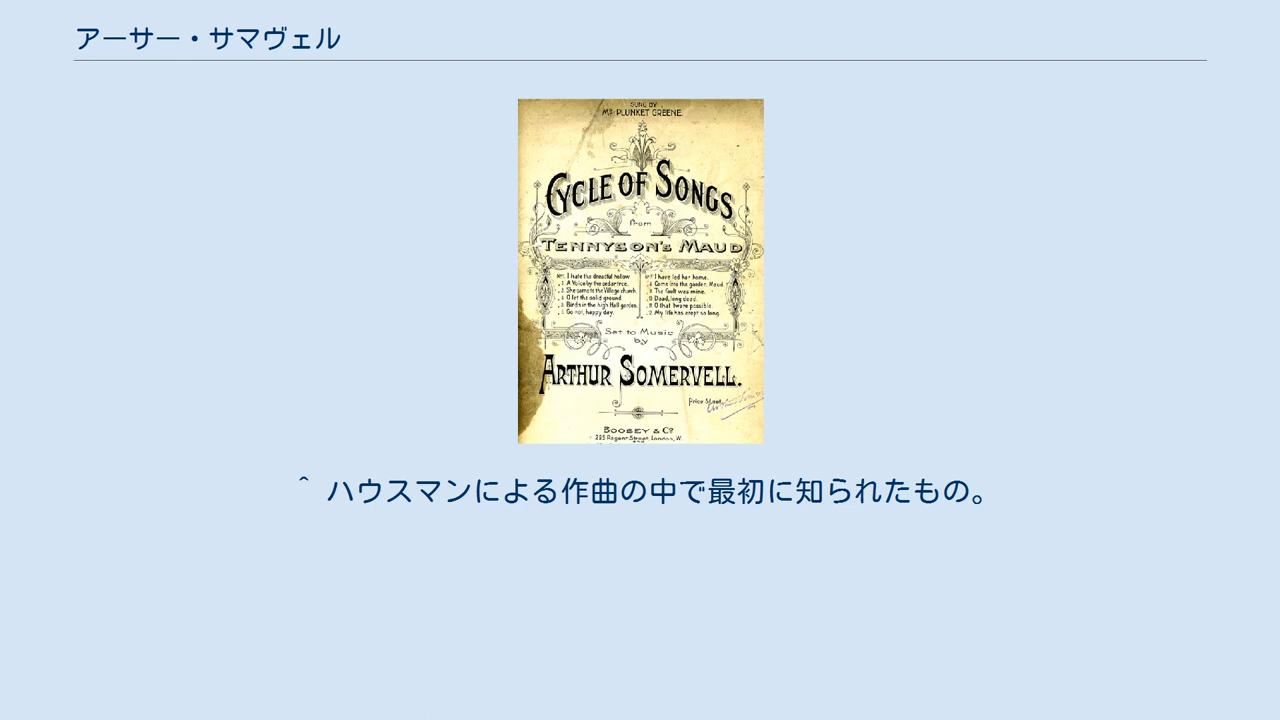 アーサー・サマヴェル
SUNG BY
MR. PLUNKET GREENE.
CYCLE OF SONGS
from
TENNYSON'S MAUD
I hate the dreadful hollow
A Voice by the cedar tree.
She came to the Village church.
O let the solid ground.
Birds in the high Hall garden.
Go not, happy day.
I have led her home.
Come into the garden, Maud
The fault was mine.
Dead, long dead.
O that 'twere possible.
My life has crept so long.
Set to Music
by
ARTHUR SOMERVELL.
BOOSEY & Co
295 Regent Street, London, W.
^ ハウスマンによる作曲の中で最初に知られたもの。